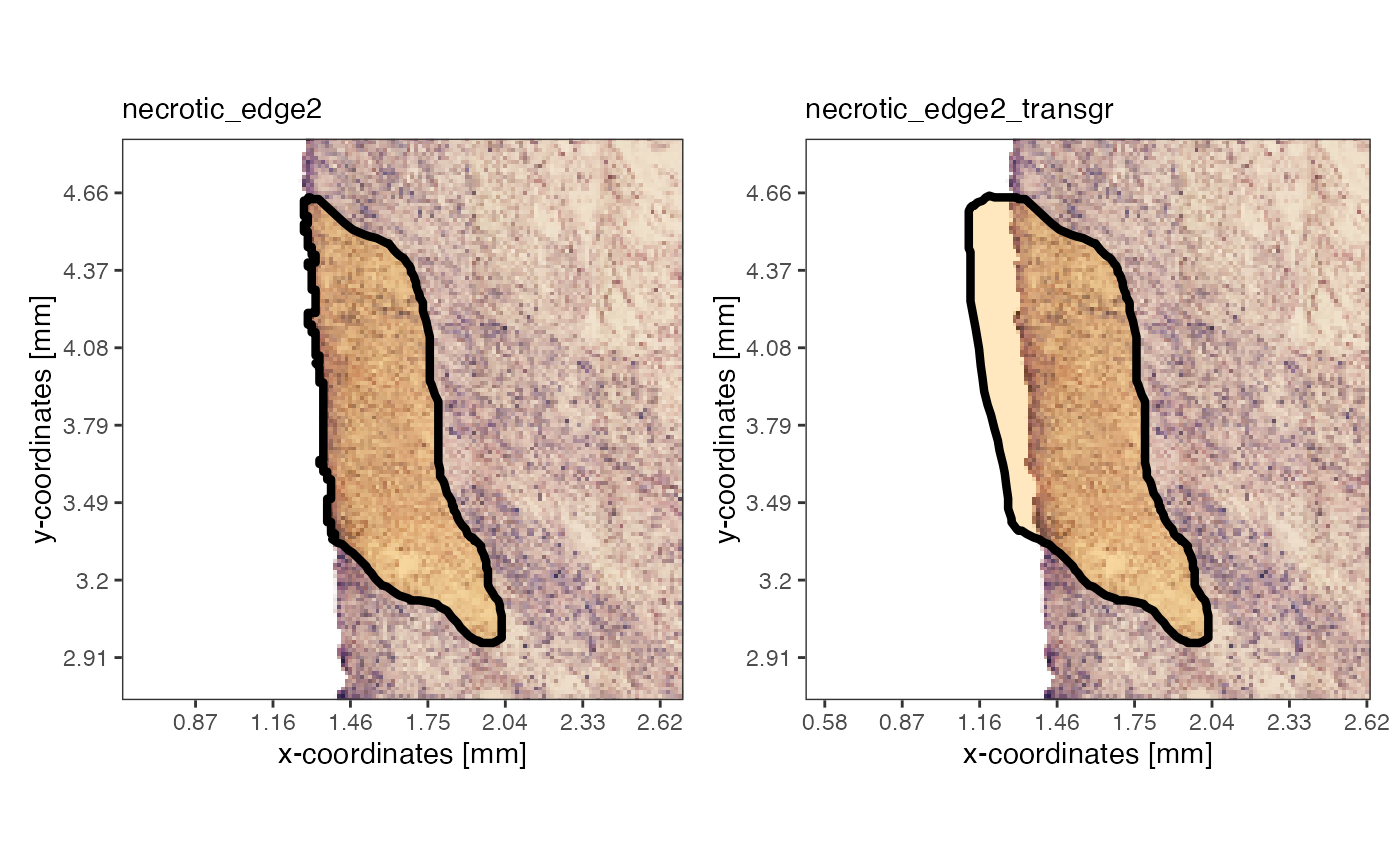 necrotic_edge2
4.66
4.37
4.08
3.79
3.49
3.2
2.91
y-coordinates [mm]
0.87 1.16 1.46 1.75 2.04 2.33 2.62
x-coordinates [mm]
necrotic_edge2_transgr
4.66
4.37
4.08
3.79
3.49
3.2
2.91
y-coordinates [mm]
0.58 0.87 1.16 1.46 1.75 2.04 2.33 2.62
x-coordinates [mm]